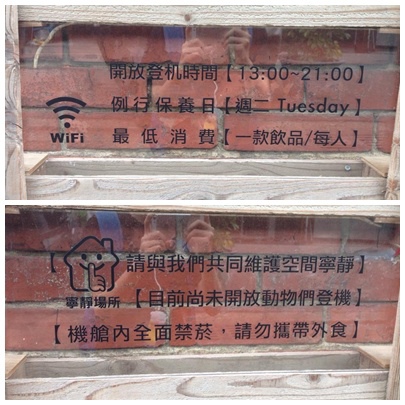 開放登机時間【13:00~21:00】
例行保養日【週二 Tuesday】
WiFi
最低消費【一款飲品/每人】
【寧靜場所 請與我們共同維護空間寧靜】
【目前尚未開放動物們登機】
【機艙內全面禁菸，請勿攜帶外食】